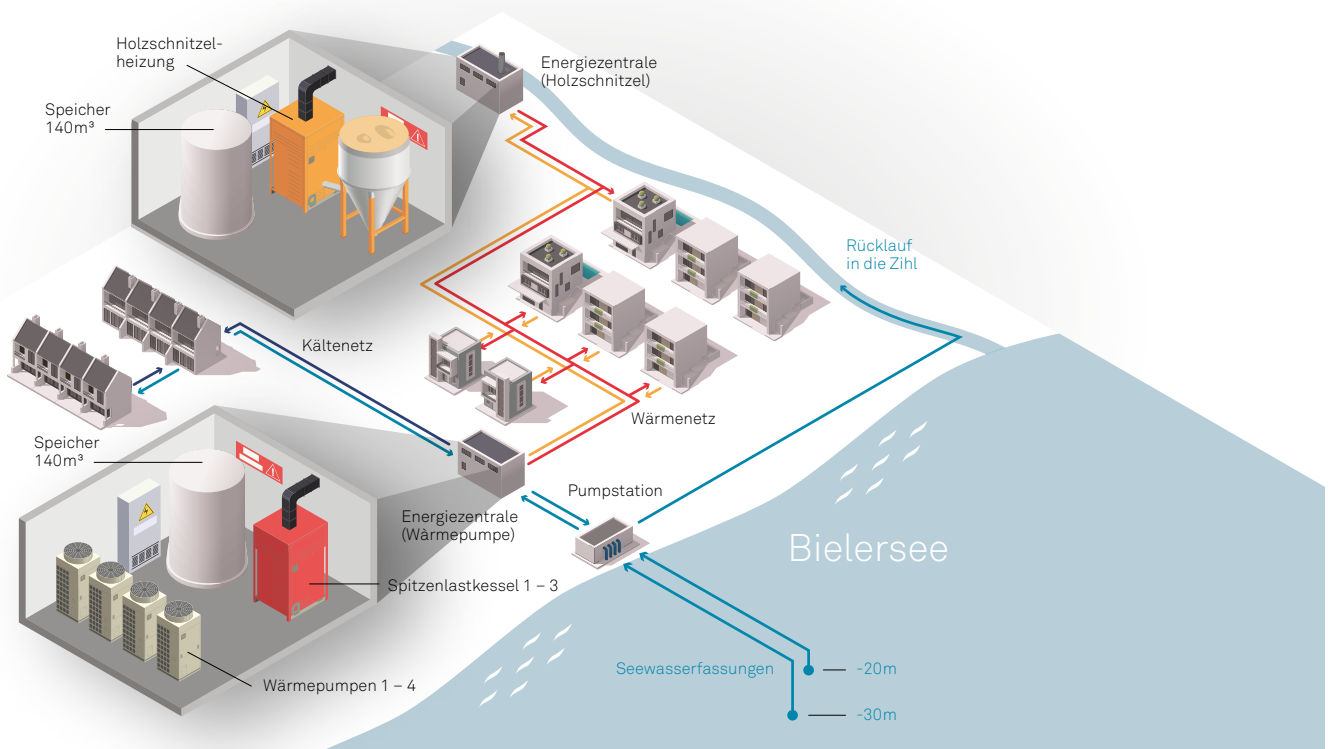 Holzschnitzel-
heizung
Energiezentrale
(Holzschnitzel)
Speicher
140m³
Rücklauf
in die Zihl
Kältenetz
Wärmenetz
Speicher
140m³
Pumpstation
Energiezentrale
(Wàrmepumpe)
Bielersee
Spitzenlastkessel 1 – 3
Seewasserfassungen
-20m
Wärmepumpen 1 – 4
-30m